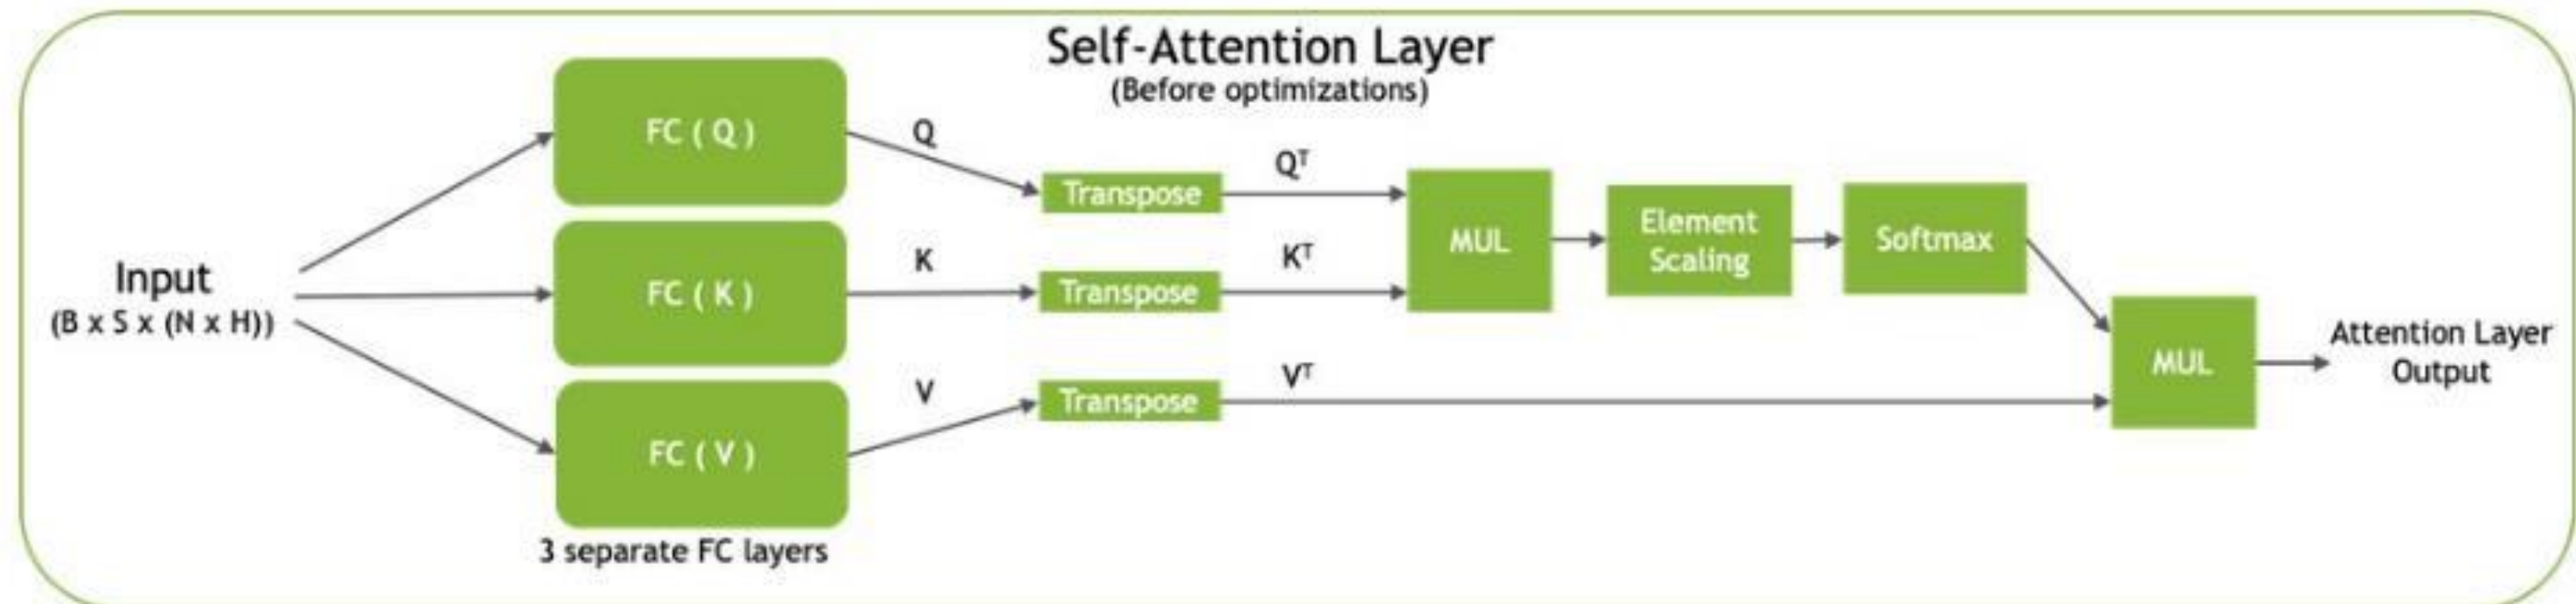 Self-Attention Layer
(Before optimizations)
Input
(B x S x (N x H))
FC ( Q )
FC ( K )
FC ( V )
3 separate FC layers
Q
K
V
Transpose
Transpose
Transpose
Qᵀ
Kᵀ
Vᵀ
MUL
Element
Scaling
Softmax
MUL
Attention Layer
Output